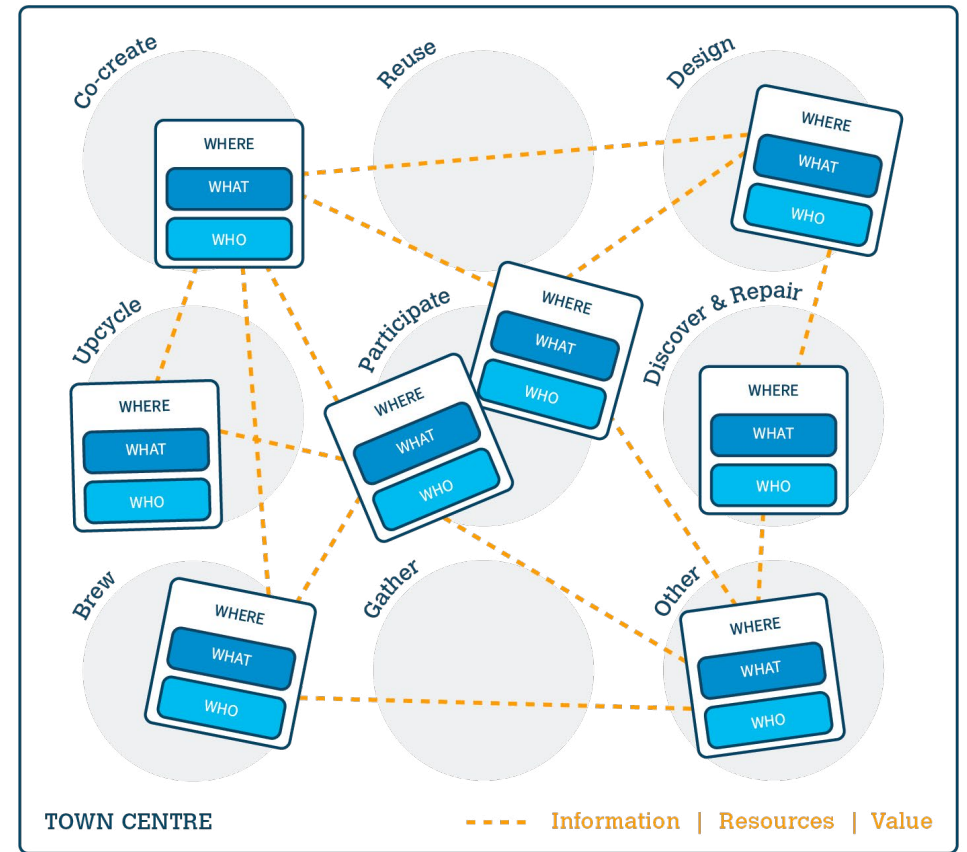 Co-create
Reuse
Design
WHERE
WHAT
WHO
WHERE
WHAT
WHO
Upcycle
Participate
Discover & Repair
WHERE
WHAT
WHO
WHERE
WHAT
WHO
WHERE
WHAT
WHO
WHERE
WHAT
WHO
Brew
Gather
Other
WHERE
WHAT
WHO
WHERE
WHAT
WHO
TOWN CENTRE
Information | Resources | Value